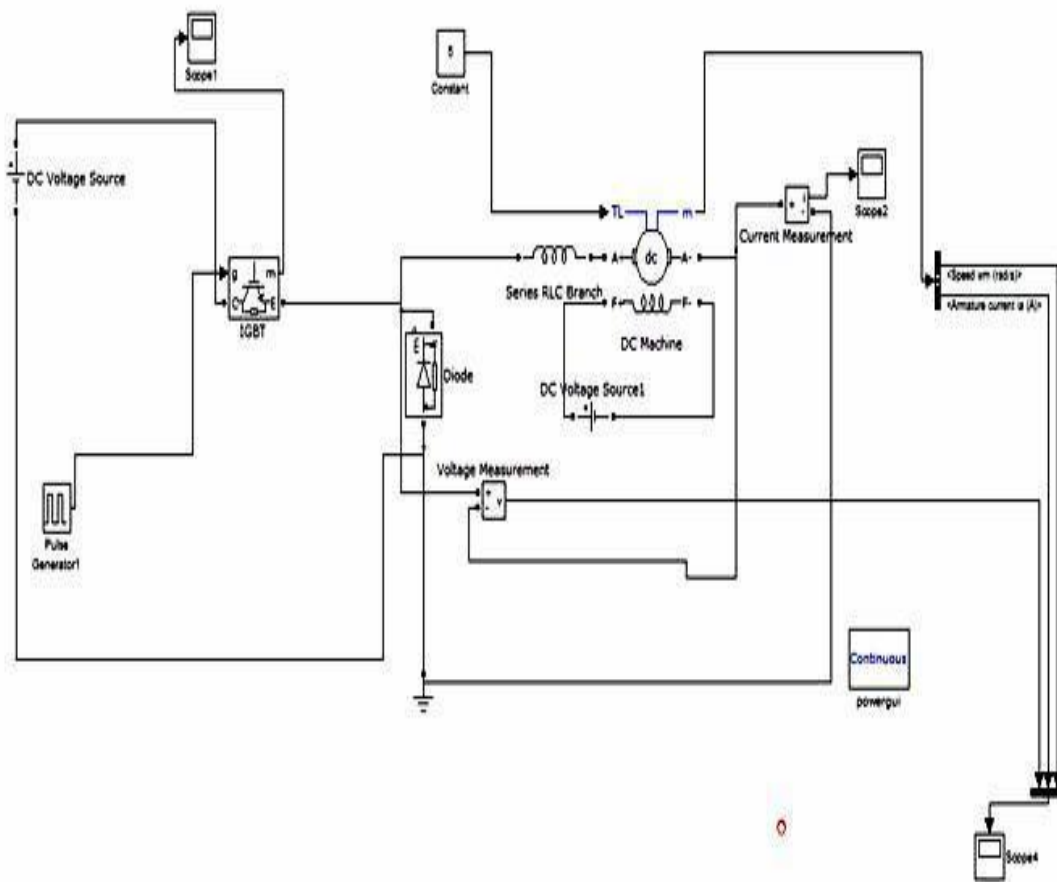 Scope1
5
Constant
DC Voltage Source
TL
m
i
+
-
Scope2
Current Measurement
A+
dc
A-
<Speed wm (rad/s)>
g
m
C
E
Series RLC Branch
F+
F-
<Armature current ia (A)>
IGBT
DC Machine
Diode
DC Voltage Source1
+
Voltage Measurement
+
-
v
Pulse
Generator1
Continuous
powergui
Scope4